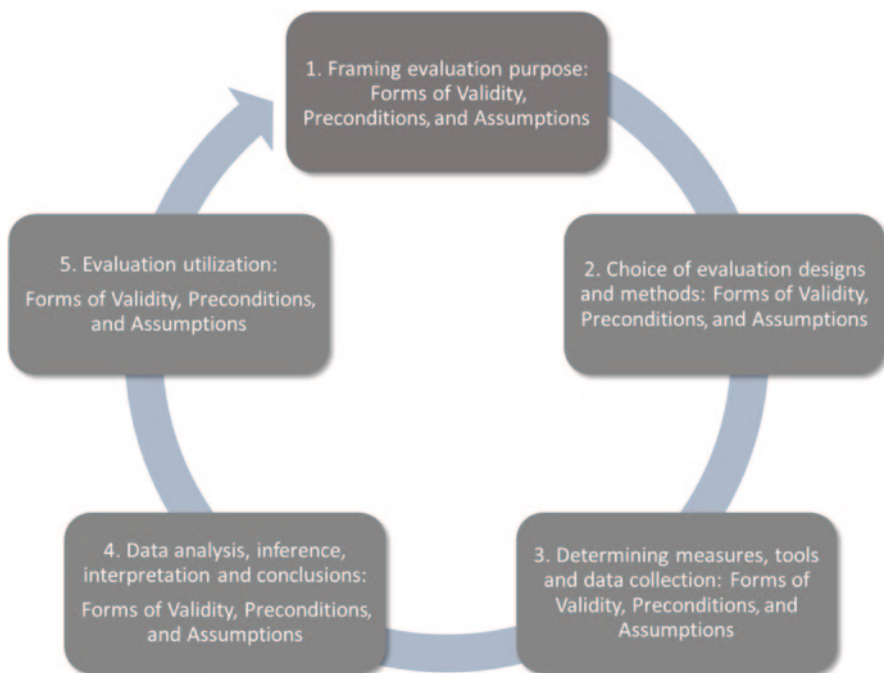 1. Framing evaluation purpose:
Forms of Validity,
Preconditions, and Assumptions
2. Choice of evaluation designs
and methods: Forms of Validity,
Preconditions, and Assumptions
3. Determining measures, tools
and data collection: Forms of
Validity, Preconditions, and
Assumptions
4. Data analysis, inference,
interpretation and conclusions:
Forms of Validity, Preconditions,
and Assumptions
5. Evaluation utilization:
Forms of Validity, Preconditions,
and Assumptions